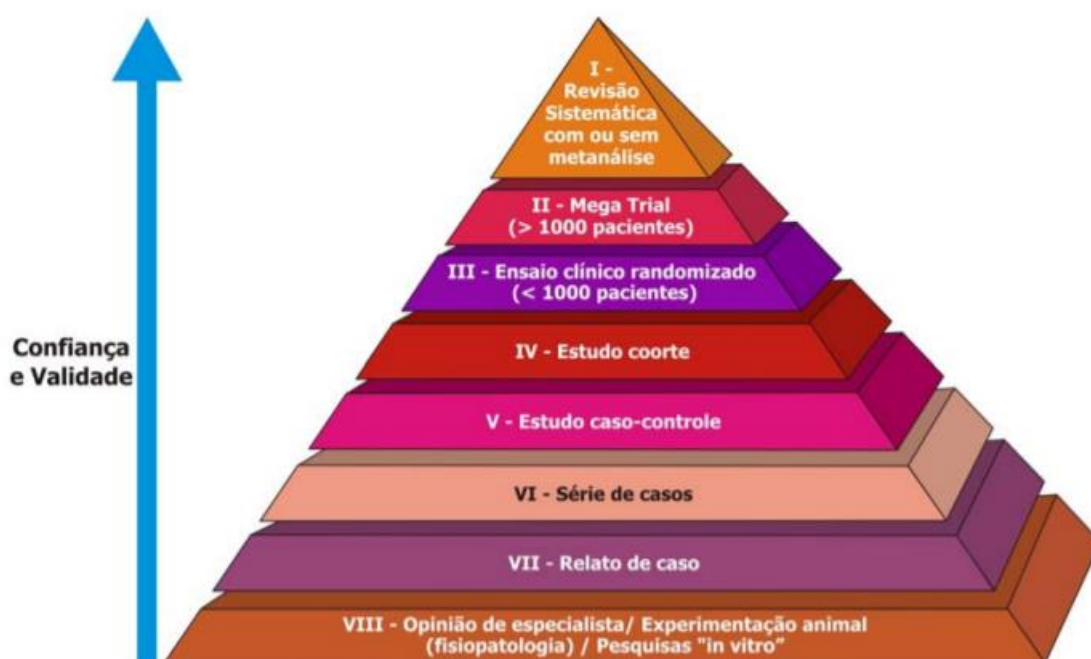 I -
Revisão
Sistemática
com ou sem
metanálise
II - Mega Trial
(> 1000 pacientes)
III - Ensaio clínico randomizado
(< 1000 pacientes)
Confiança
e Validade
IV - Estudo coorte
V - Estudo caso-controle
VI - Série de casos
VII - Relato de caso
VIII - Opinião de especialista/ Experimentação animal
(fisiopatologia) / Pesquisas "in vitro”